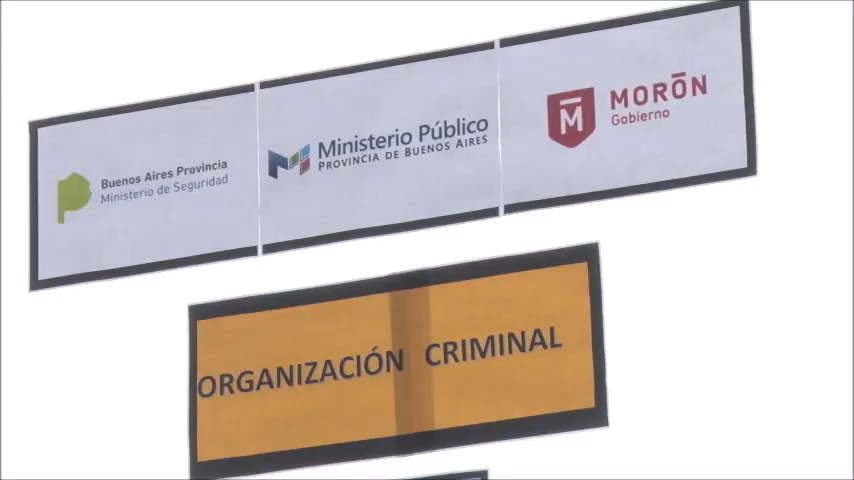 Buenos Aires Provincia
Ministerio de Seguridad
Ministerio Público
PROVINCIA DE BUENOS AIRES
M
MORÓN
Gobierno
ORGANIZACIÓN CRIMINAL